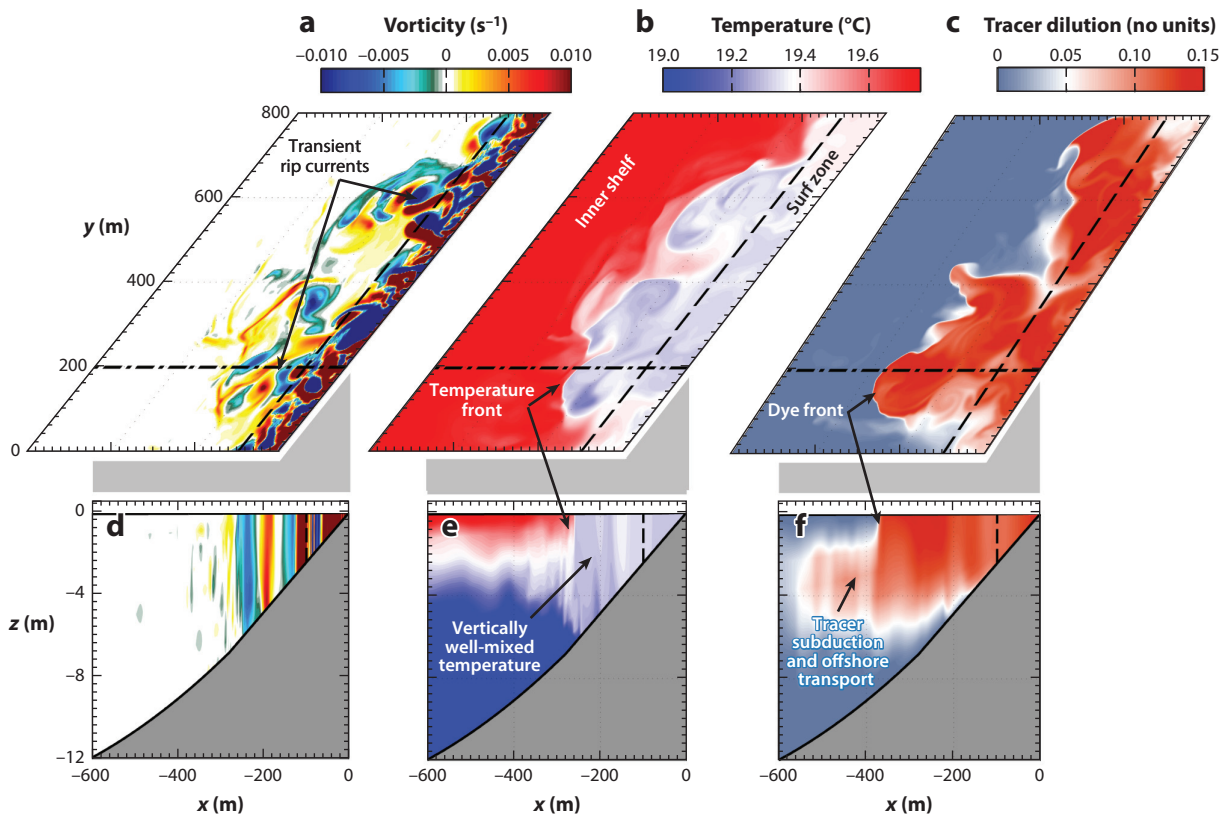 a Vorticity (s⁻¹)
−0.010 −0.005 0 0.005 0.010
b Temperature (°C)
19.0 19.2 19.4 19.6
c Tracer dilution (no units)
0 0.05 0.10 0.15
800
600
400
200
0
y (m)
Transient
rip currents
Inner shelf
Surf zone
Temperature
front
Dye front
d
0
−4
−8
−12
z (m)
−600 −400 −200 0
x (m)
e
Vertically
well-mixed
temperature
−600 −400 −200 0
x (m)
f
Tracer
subduction
and offshore
transport
−600 −400 −200 0
x (m)